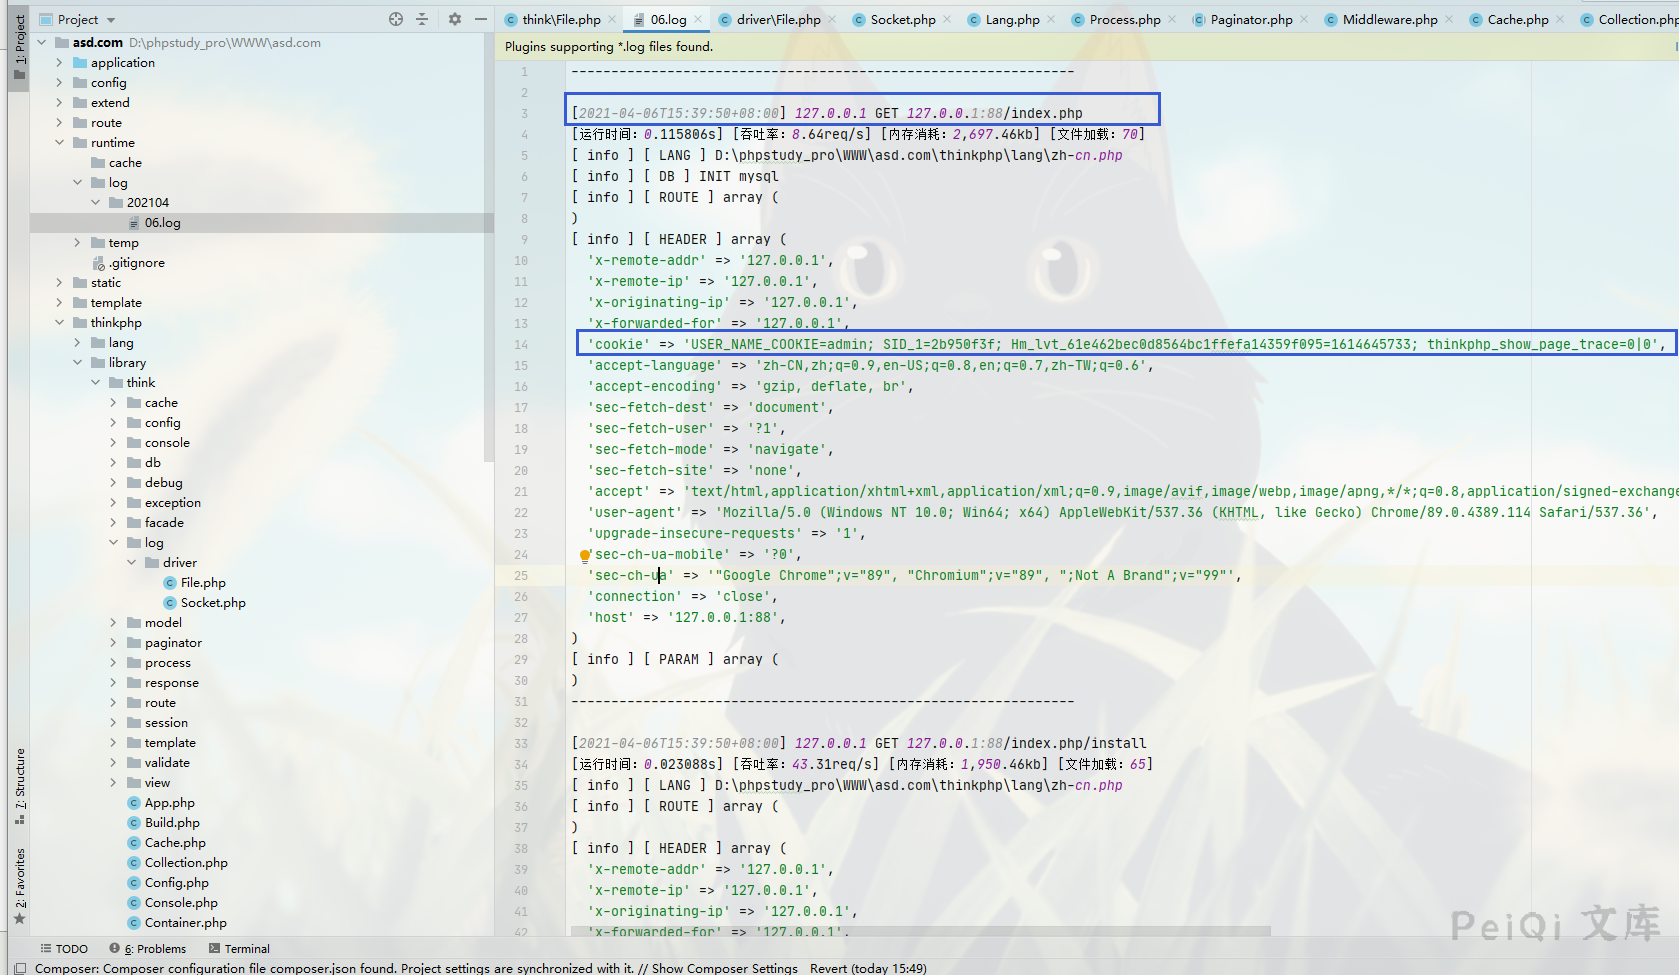 Project
think\File.php
06.log
driver\File.php
Socket.php
Lang.php
Process.php
Paginator.php
Middleware.php
Cache.php
Collection.php
1: Project
7: Structure
2: Favorites
asd.com D:\phpstudy_pro\WWW\asd.com
application
config
extend
route
runtime
cache
log
202104
06.log
temp
.gitignore
static
template
thinkphp
lang
library
think
cache
config
console
db
debug
exception
facade
log
driver
File.php
Socket.php
model
paginator
process
response
route
session
template
validate
view
App.php
Build.php
Cache.php
Collection.php
Config.php
Console.php
Container.php
Plugins supporting *.log files found.
1 ---------------------------------------------------------------
2
3 [2021-04-06T15:39:50+08:00] 127.0.0.1 GET 127.0.0.1:88/index.php
4 [运行时间：0.115806s] [吞吐率：8.64req/s] [内存消耗：2,697.46kb] [文件加载：70]
5 [ info ] [ LANG ] D:\phpstudy_pro\WWW\asd.com\thinkphp\lang\zh-cn.php
6 [ info ] [ DB ] INIT mysql
7 [ info ] [ ROUTE ] array (
8 )
9 [ info ] [ HEADER ] array (
10 'x-remote-addr' => '127.0.0.1',
11 'x-remote-ip' => '127.0.0.1',
12 'x-originating-ip' => '127.0.0.1',
13 'x-forwarded-for' => '127.0.0.1',
14 'cookie' => 'USER_NAME_COOKIE=admin; SID_1=2b950f3f; Hm_lvt_61e462bec0d8564bc1ffefa14359f095=1614645733; thinkphp_show_page_trace=0|0',
15 'accept-language' => 'zh-CN,zh;q=0.9,en-US;q=0.8,en;q=0.7,zh-TW;q=0.6',
16 'accept-encoding' => 'gzip, deflate, br',
17 'sec-fetch-dest' => 'document',
18 'sec-fetch-user' => '?1',
19 'sec-fetch-mode' => 'navigate',
20 'sec-fetch-site' => 'none',
21 'accept' => 'text/html,application/xhtml+xml,application/xml;q=0.9,image/avif,image/webp,image/apng,*/*;q=0.8,application/signed-exchange
22 'user-agent' => 'Mozilla/5.0 (Windows NT 10.0; Win64; x64) AppleWebKit/537.36 (KHTML, like Gecko) Chrome/89.0.4389.114 Safari/537.36',
23 'upgrade-insecure-requests' => '1',
24 'sec-ch-ua-mobile' => '?0',
25 'sec-ch-ua' => '"Google Chrome";v="89", "Chromium";v="89", ";Not A Brand";v="99"',
26 'connection' => 'close',
27 'host' => '127.0.0.1:88',
28 )
29 [ info ] [ PARAM ] array (
30 )
31 ---------------------------------------------------------------
32
33 [2021-04-06T15:39:50+08:00] 127.0.0.1 GET 127.0.0.1:88/index.php/install
34 [运行时间：0.023088s] [吞吐率：43.31req/s] [内存消耗：1,950.46kb] [文件加载：65]
35 [ info ] [ LANG ] D:\phpstudy_pro\WWW\asd.com\thinkphp\lang\zh-cn.php
36 [ info ] [ ROUTE ] array (
37 )
38 [ info ] [ HEADER ] array (
39 'x-remote-addr' => '127.0.0.1',
40 'x-remote-ip' => '127.0.0.1',
41 'x-originating-ip' => '127.0.0.1',
42 'x-forwarded-for' => '127.0.0.1',
PeiQi 文库
TODO
6: Problems
Terminal
Composer: Composer configuration file composer.json found. Project settings are synchronized with it. // Show Composer Settings Revert (today 15:49)